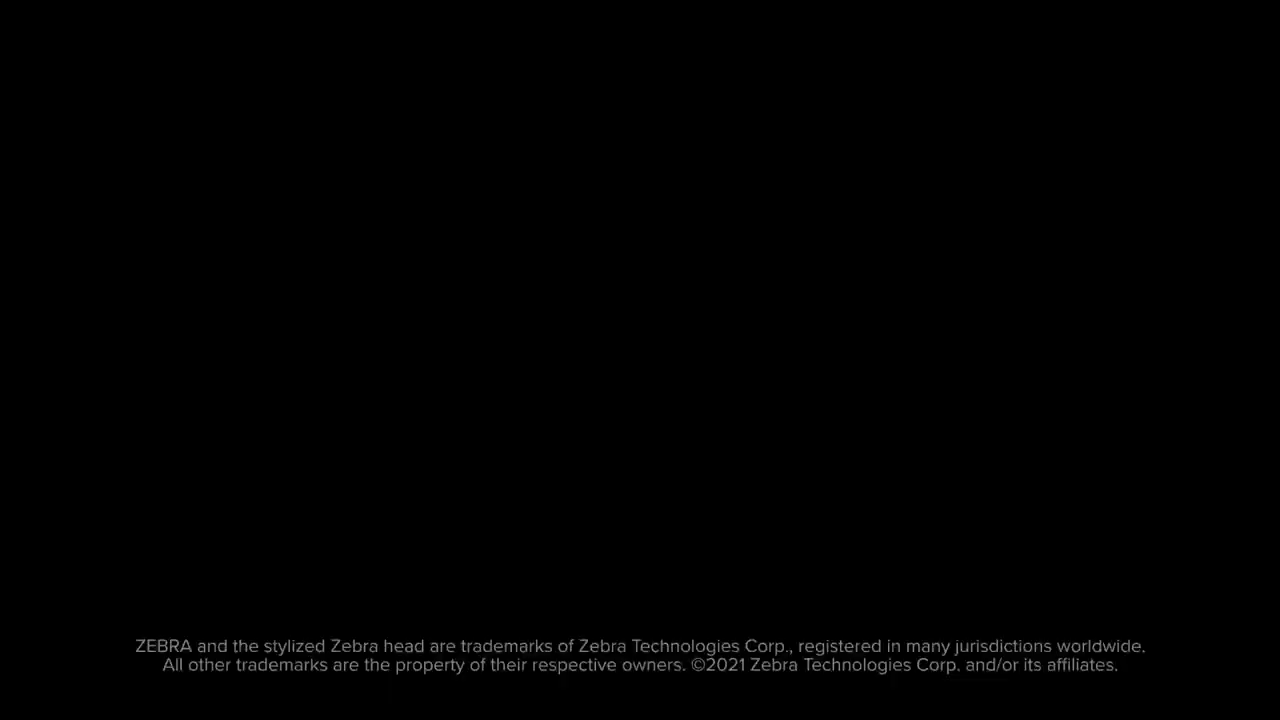 ZEBRA and the stylized Zebra head are trademarks of Zebra Technologies Corp., registered in many jurisdictions worldwide.
All other trademarks are the property of their respective owners. ©2021 Zebra Technologies Corp. and/or its affiliates.